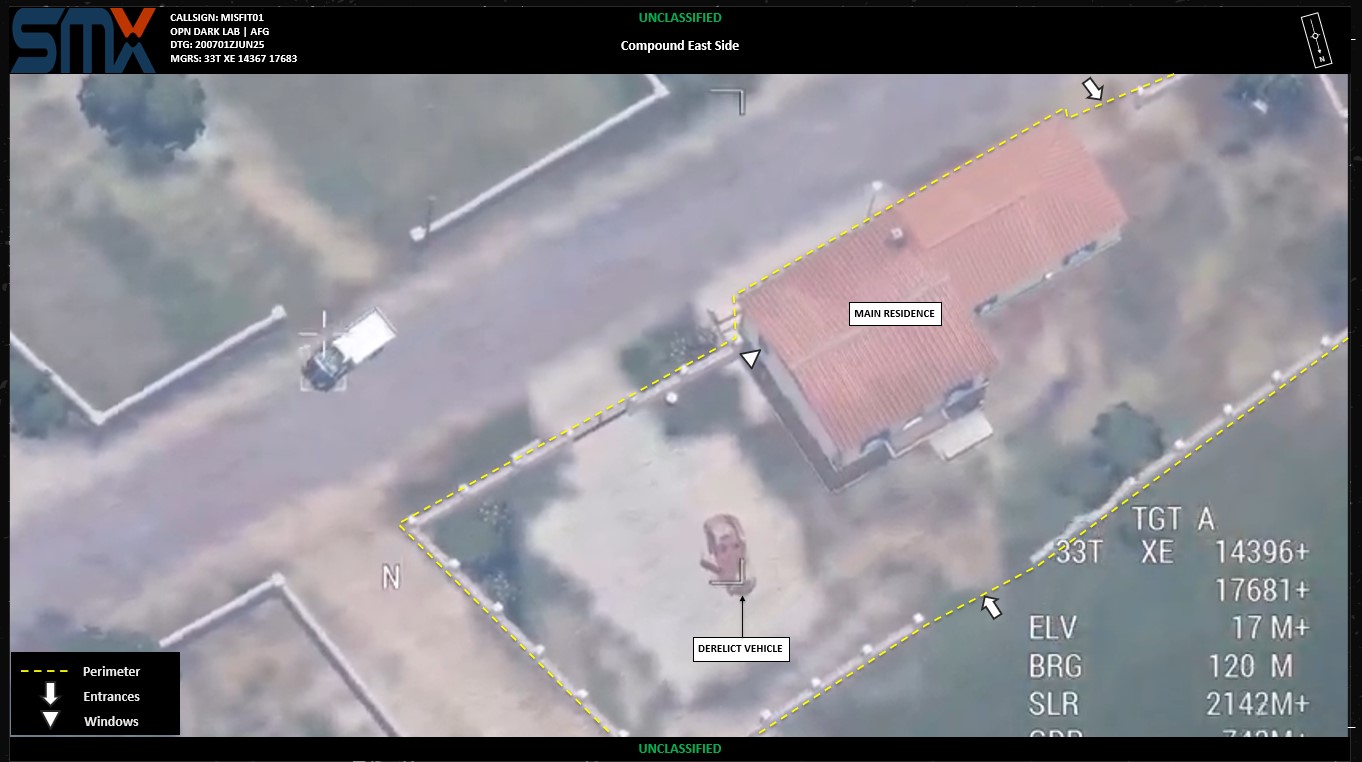 SMX
CALLSIGN: MISFIT01
OPN DARK LAB | AFG
DTG: 200701ZJUN25
MGRS: 33T XE 14367 17683
UNCLASSIFIED
Compound East Side
N
MAIN RESIDENCE
N
DERELICT VEHICLE
TGT A
33T XE 14396+
17681+
ELV 17 M+
BRG 120 M
SLR 2142M+
Perimeter
Entrances
Windows
UNCLASSIFIED